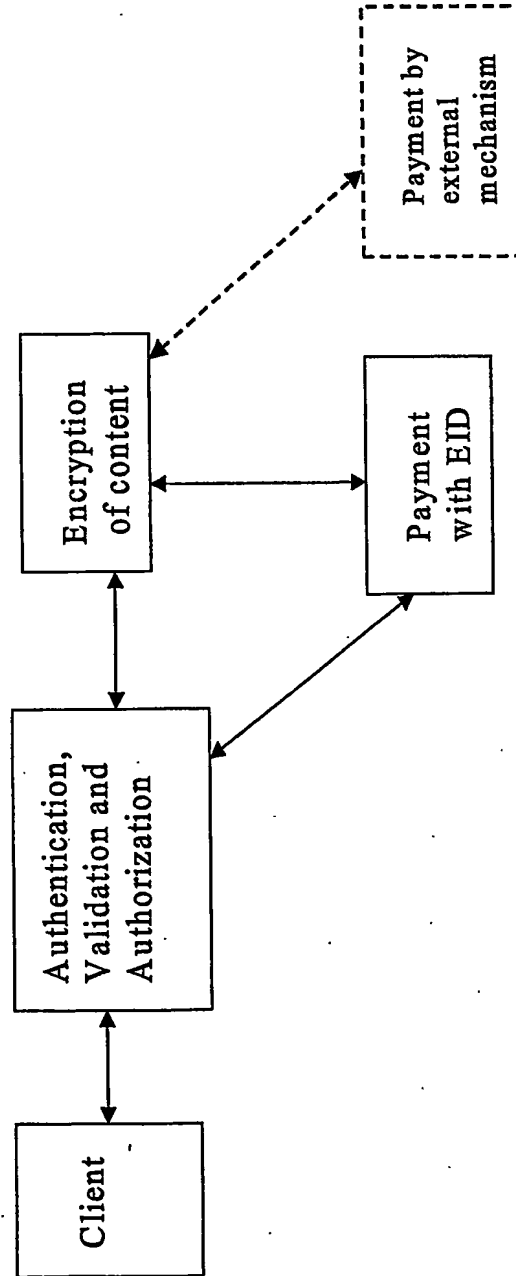 Client
Authentication,
Validation and
Authorization
Encryption
of content
Payment
with EID
Payment by
external
mechanism